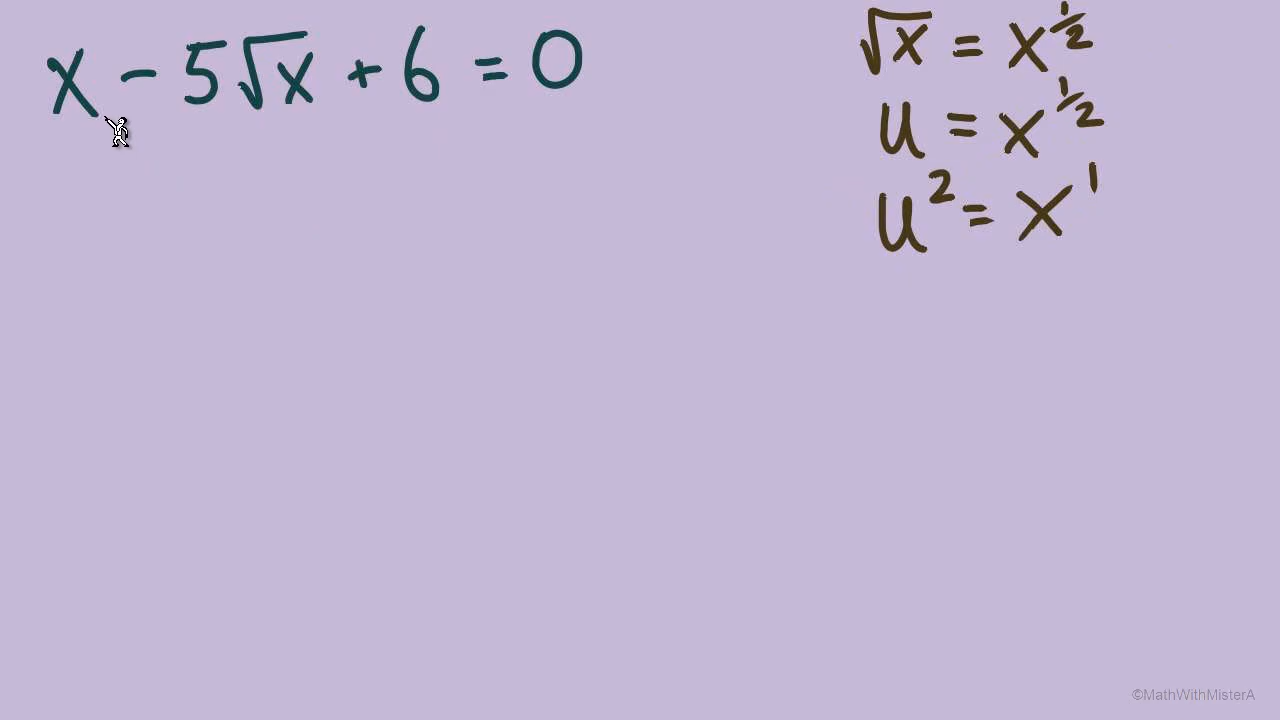 x - 5√x + 6 = 0
√x = x^½
u = x^½
u² = x¹
©MathWithMisterA